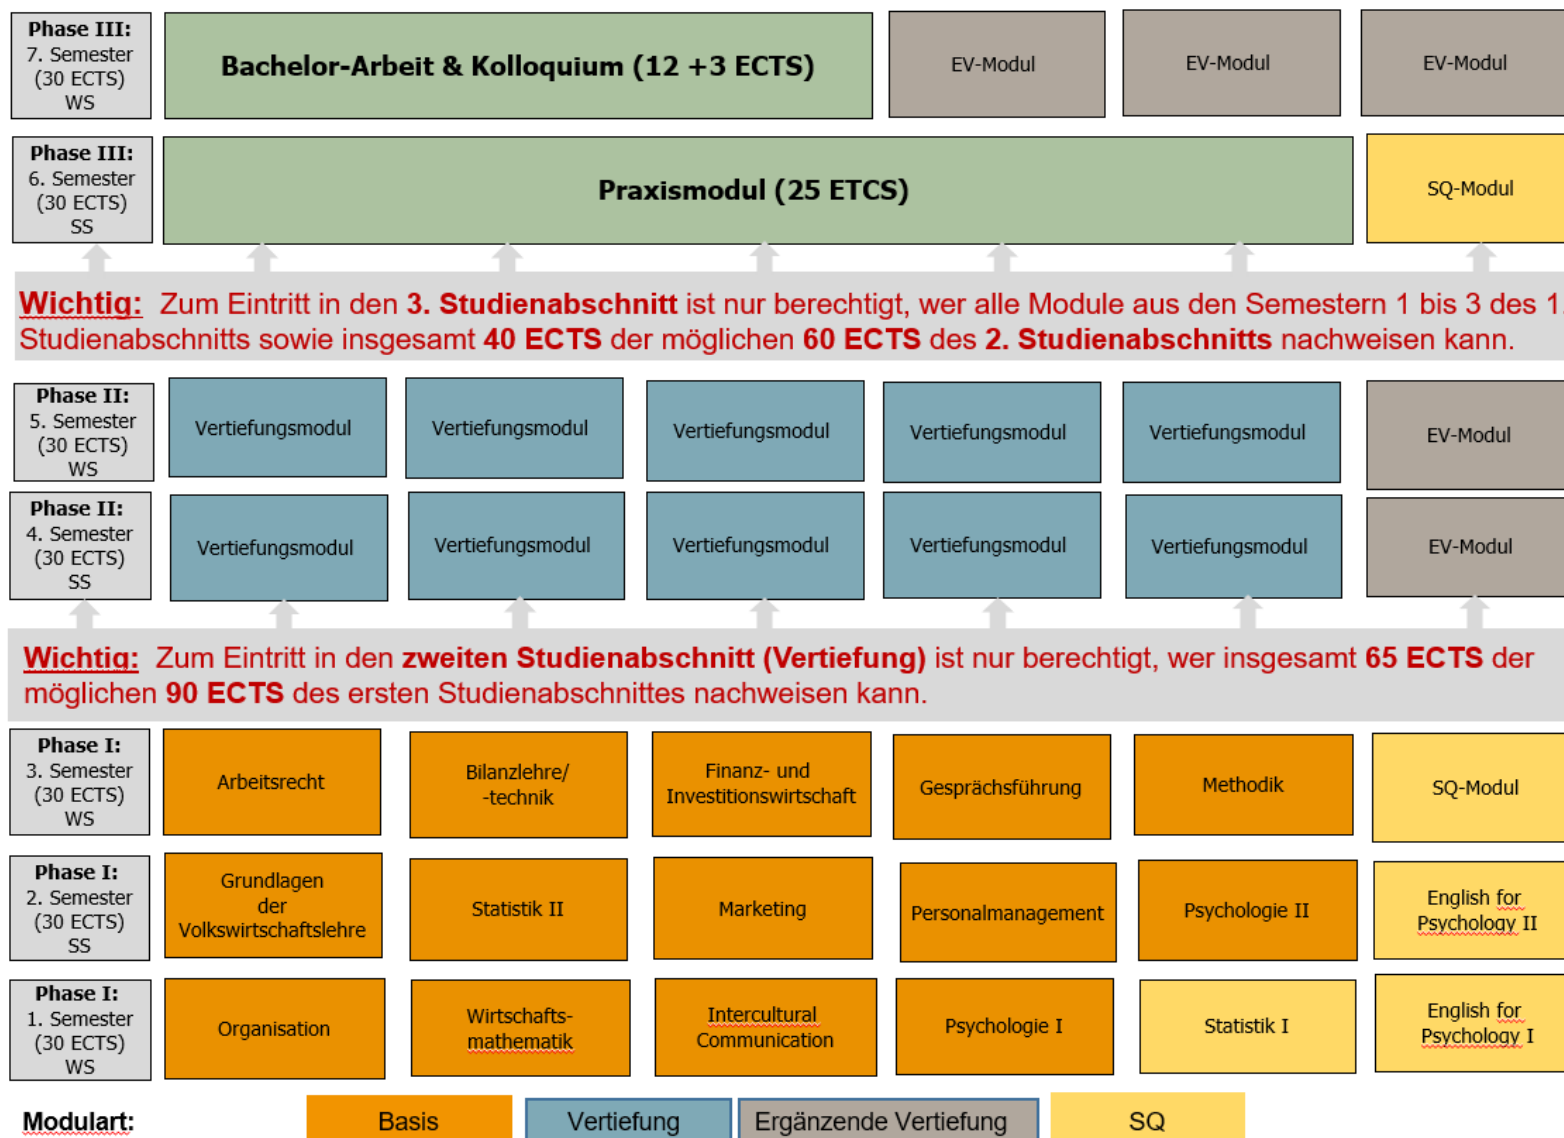 Phase III:
7. Semester
(30 ECTS)
WS
Bachelor-Arbeit & Kolloquium (12 +3 ECTS)
EV-Modul
EV-Modul
EV-Modul
Phase III:
6. Semester
(30 ECTS)
SS
Praxismodul (25 ETCS)
SQ-Modul
Wichtig: Zum Eintritt in den 3. Studienabschnitt ist nur berechtigt, wer alle Module aus den Semestern 1 bis 3 des 1.
Studienabschnitts sowie insgesamt 40 ECTS der möglichen 60 ECTS des 2. Studienabschnitts nachweisen kann.
Phase II:
5. Semester
(30 ECTS)
WS
Vertiefungsmodul
Vertiefungsmodul
Vertiefungsmodul
Vertiefungsmodul
Vertiefungsmodul
EV-Modul
Phase II:
4. Semester
(30 ECTS)
SS
Vertiefungsmodul
Vertiefungsmodul
Vertiefungsmodul
Vertiefungsmodul
Vertiefungsmodul
EV-Modul
Wichtig: Zum Eintritt in den zweiten Studienabschnitt (Vertiefung) ist nur berechtigt, wer insgesamt 65 ECTS der
möglichen 90 ECTS des ersten Studienabschnittes nachweisen kann.
Phase I:
3. Semester
(30 ECTS)
WS
Arbeitsrecht
Bilanzlehre/
-technik
Finanz- und
Investitionswirtschaft
Gesprächsführung
Methodik
SQ-Modul
Phase I:
2. Semester
(30 ECTS)
SS
Grundlagen
der
Volkswirtschaftslehre
Statistik II
Marketing
Personalmanagement
Psychologie II
English for
Psychology II
Phase I:
1. Semester
(30 ECTS)
WS
Organisation
Wirtschafts-
mathematik
Intercultural
Communication
Psychologie I
Statistik I
English for
Psychology I
Modulart:
Basis
Vertiefung
Ergänzende Vertiefung
SQ